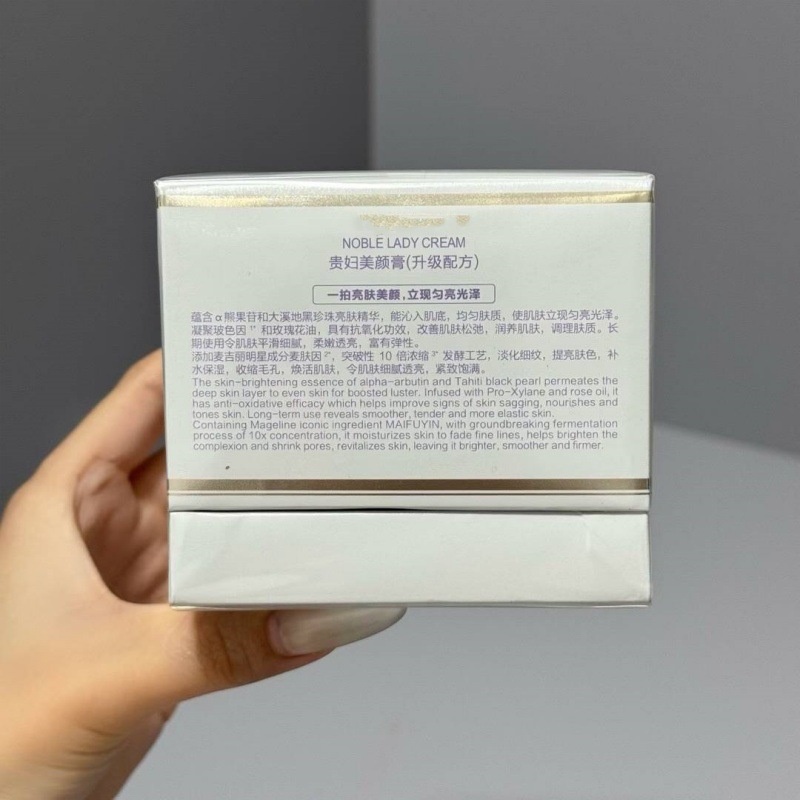 NOBLE LADY CREAM
贵妇美颜膏(升级配方)
一拍亮肤美颜,立现匀亮光泽
蕴含α熊果苷和大溪地黑珍珠亮肤精华，能沁入肌底，均匀肤质，使肌肤立现匀亮光泽。
凝聚玻色因 和玫瑰花油，具有抗氧化功效，改善肌肤松弛，润养肌肤，调理肤质。长
期使用令肌肤平滑细腻，柔嫩透亮，富有弹性。
添加麦吉丽明星成分麦肤因，突破性 10 倍浓缩 发酵工艺，淡化细纹，提亮肤色，补
水保湿，收缩毛孔，焕活肌肤，令肌肤细腻透亮，紧致饱满。
The skin-brightening essence of alpha-arbutin and Tahiti black pearl permeates the
deep skin layer to even skin for boosted luster. Infused with Pro-Xylane and rose oil, it
has anti-oxidative efficacy which helps improve signs of skin sagging, nourishes and
tones skin. Long-term use reveals smoother, tender and more elastic skin.
Containing Mageline iconic ingredient MAIFUYIN, with groundbreaking fermentation
process of 10x concentration, it moisturizes skin to fade fine lines, helps brighten the
complexion and shrink pores, revitalizes skin, leaving it brighter, smoother and firmer.